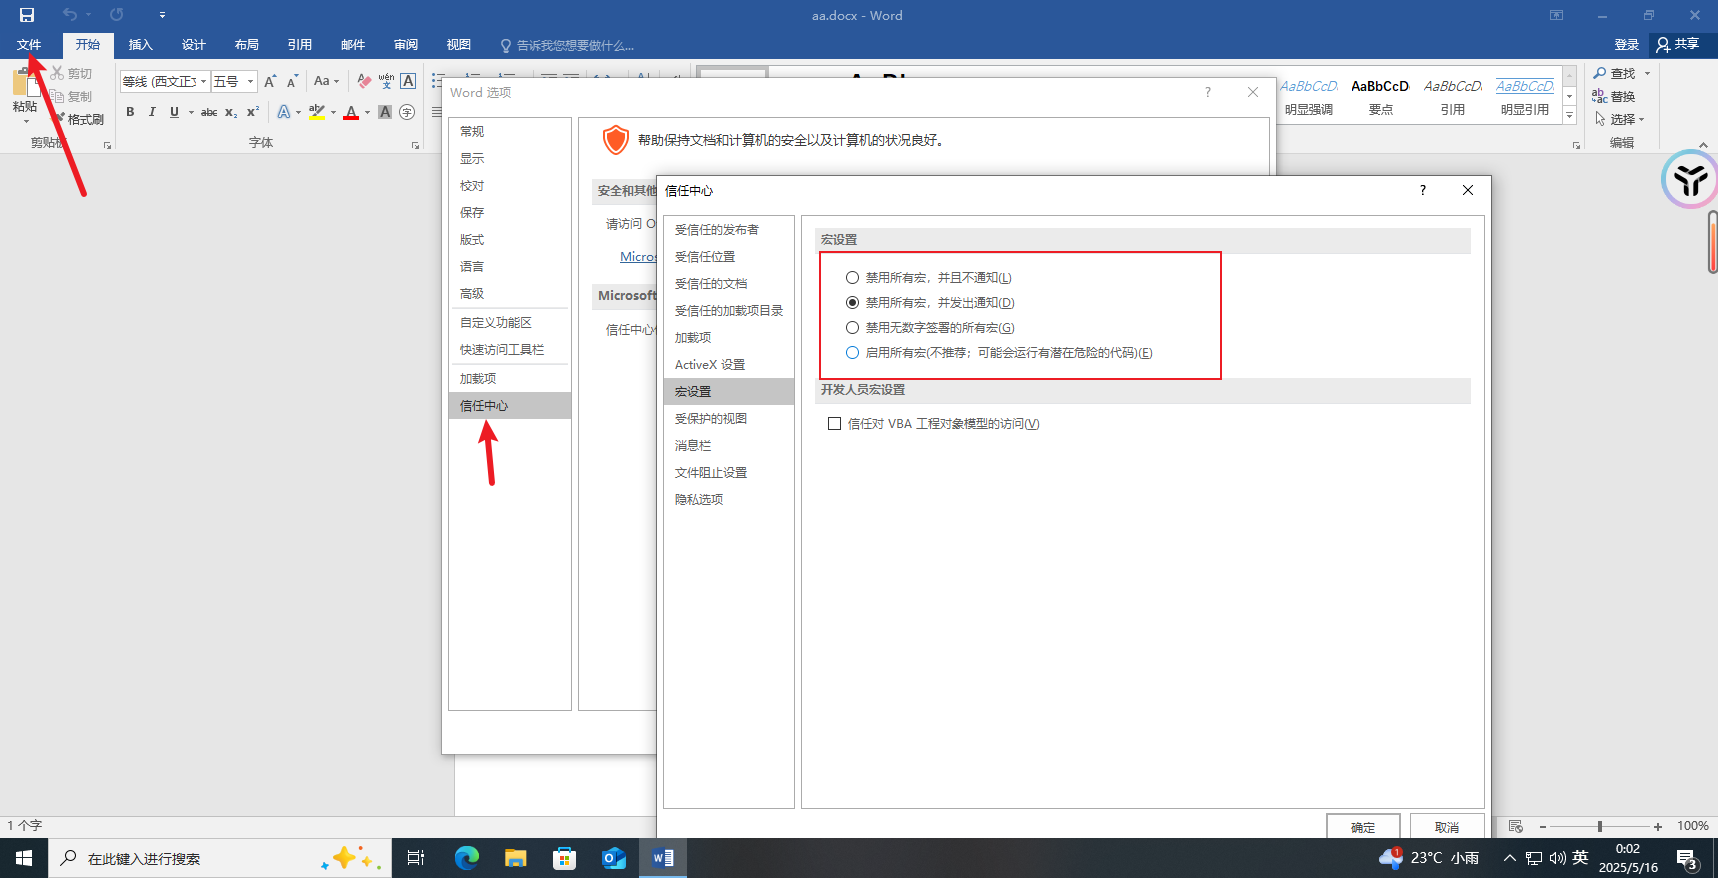 aa.docx - Word
文件
开始
插入
设计
布局
引用
邮件
审阅
视图
告诉我您想要做什么...
登录
共享
粘贴
剪切
复制
格式刷
剪贴板
等线 (西文正文
五号
Aa
wén
文
A
B I U abc x₂ x²
A
字
字体
AaBbCcD.
明显强调
AaBbCcD
要点
AaBbCcD.
引用
AaBbCcD.
明显引用
查找
替换
选择
编辑
Word 选项
?
常规
显示
校对
保存
版式
语言
高级
自定义功能区
快速访问工具栏
加载项
信任中心
帮助保持文档和计算机的安全以及计算机的状况良好。
安全和其他
请访问 O
Micros
Microsoft
信任中心
信任中心
?
受信任的发布者
受信任位置
受信任的文档
受信任的加载项目录
加载项
ActiveX 设置
宏设置
受保护的视图
消息栏
文件阻止设置
隐私选项
宏设置
禁用所有宏，并且不通知(L)
禁用所有宏，并发出通知(D)
禁用无数字签署的所有宏(G)
启用所有宏(不推荐；可能会运行有潜在危险的代码)(E)
开发人员宏设置
信任对 VBA 工程对象模型的访问(V)
确定
取消
1 个字
100%
在此键入进行搜索
1
23°C 小雨
英
0:02
2025/5/16
3